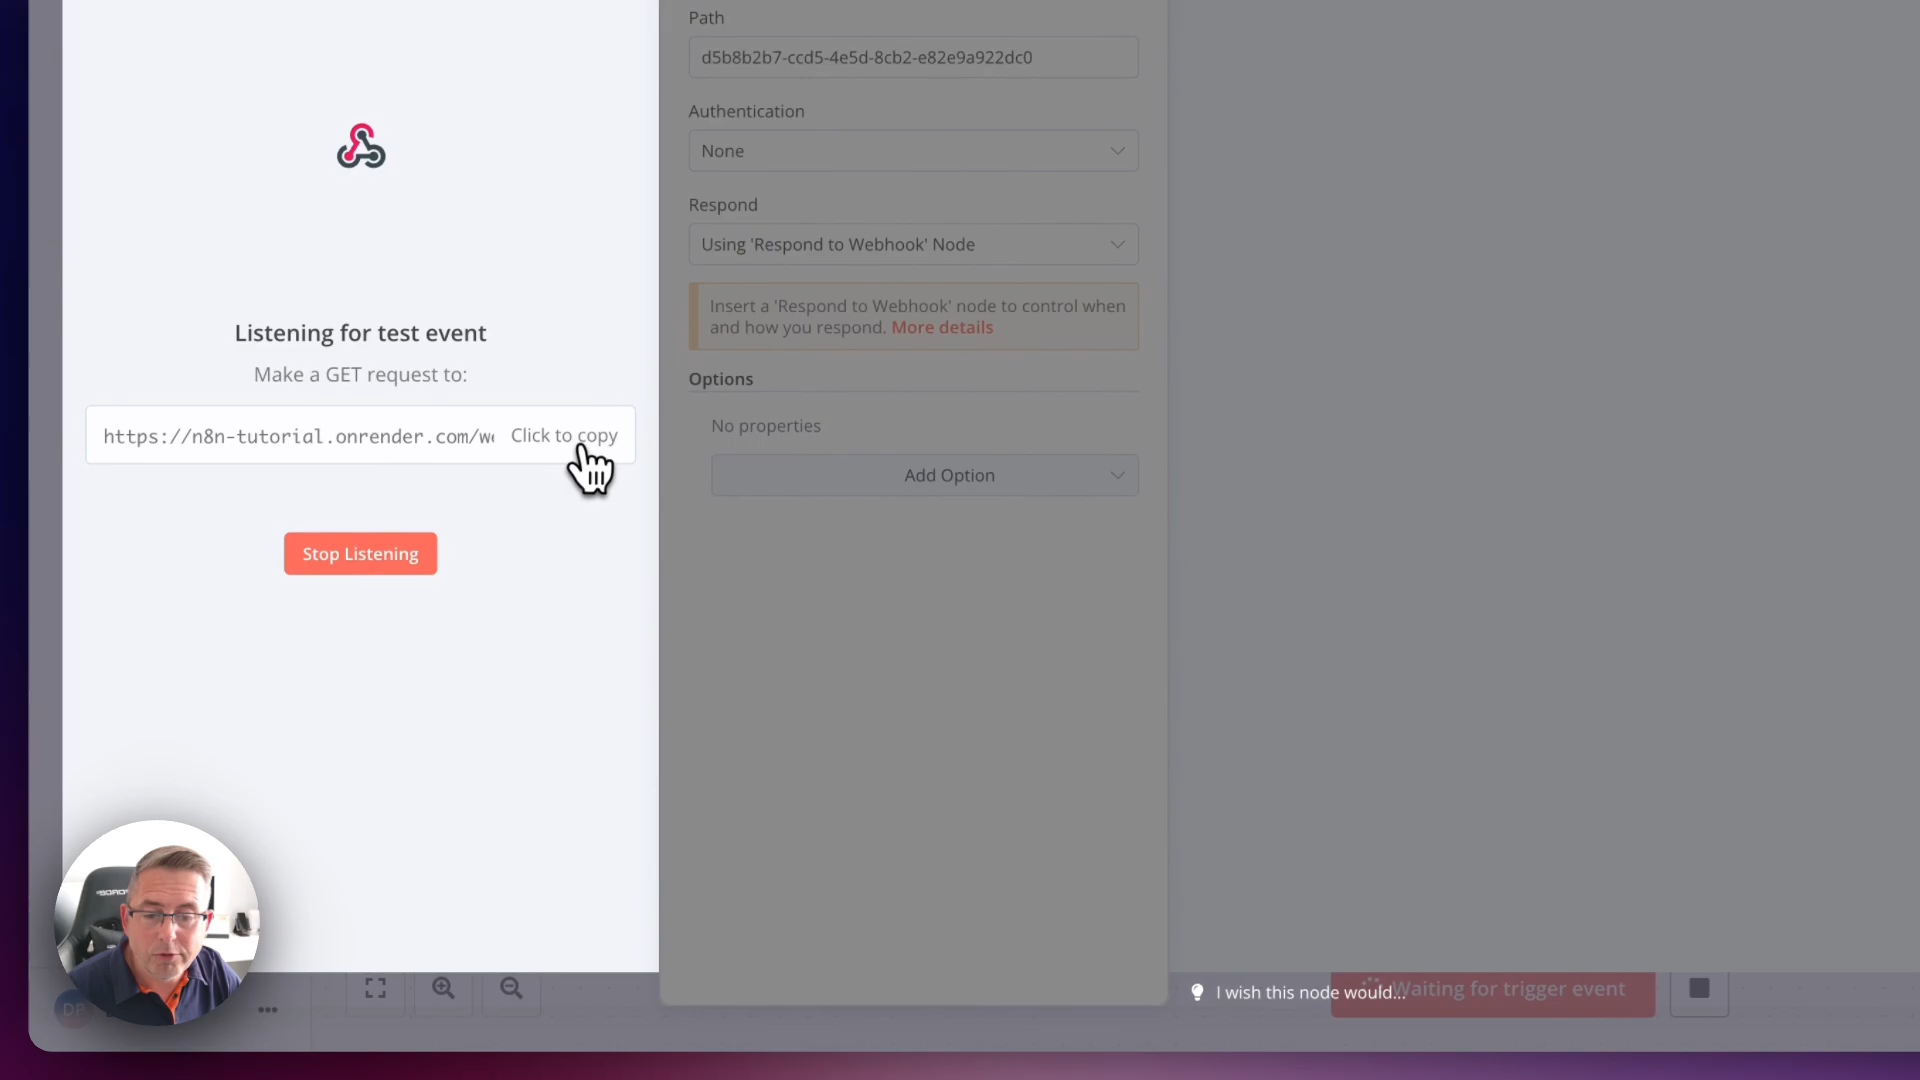 Path
d5b8b2b7-ccd5-4e5d-8cb2-e82e9a922dc0
Authentication
None
Respond
Using 'Respond to Webhook' Node
Insert a 'Respond to Webhook' node to control when
and how you respond. More details
Options
No properties
Add Option
Listening for test event
Make a GET request to:
https://n8n-tutorial.onrender.com/we
Click to copy
Stop Listening
I wish this node would...
Waiting for trigger event